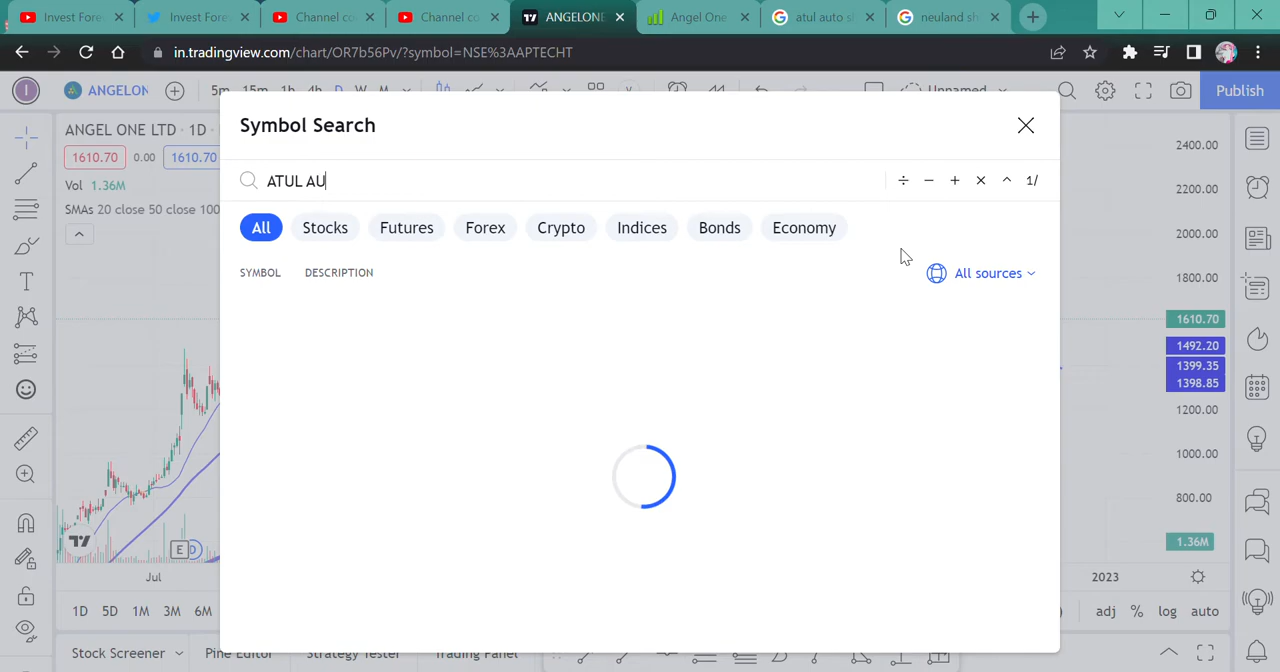 Invest Fore
Invest Fore
Channel co
Channel co
ANGELONE
Angel One
atul auto s
neuland sh
in.tradingview.com/chart/OR7b56Pv/?symbol=NSE%3AAPTECHT
I
ANGELON
5m 15m 1h 4h D W M
Unnamed
Publish
ANGEL ONE LTD · 1D ·
1610.70 0.00 1610.70
Vol 1.36M
SMAs 20 close 50 close 100
Symbol Search
ATUL AU
÷ − + × ^ 1/
All Stocks Futures Forex Crypto Indices Bonds Economy
SYMBOL DESCRIPTION
All sources
2400.00
2200.00
2000.00
1800.00
1610.70
1492.20
1399.35
1398.85
1200.00
1000.00
800.00
1.36M
E D
Jul
2023
1D 5D 1M 3M 6M
adj % log auto
Stock Screener Pine Editor Strategy Tester Trading Panel